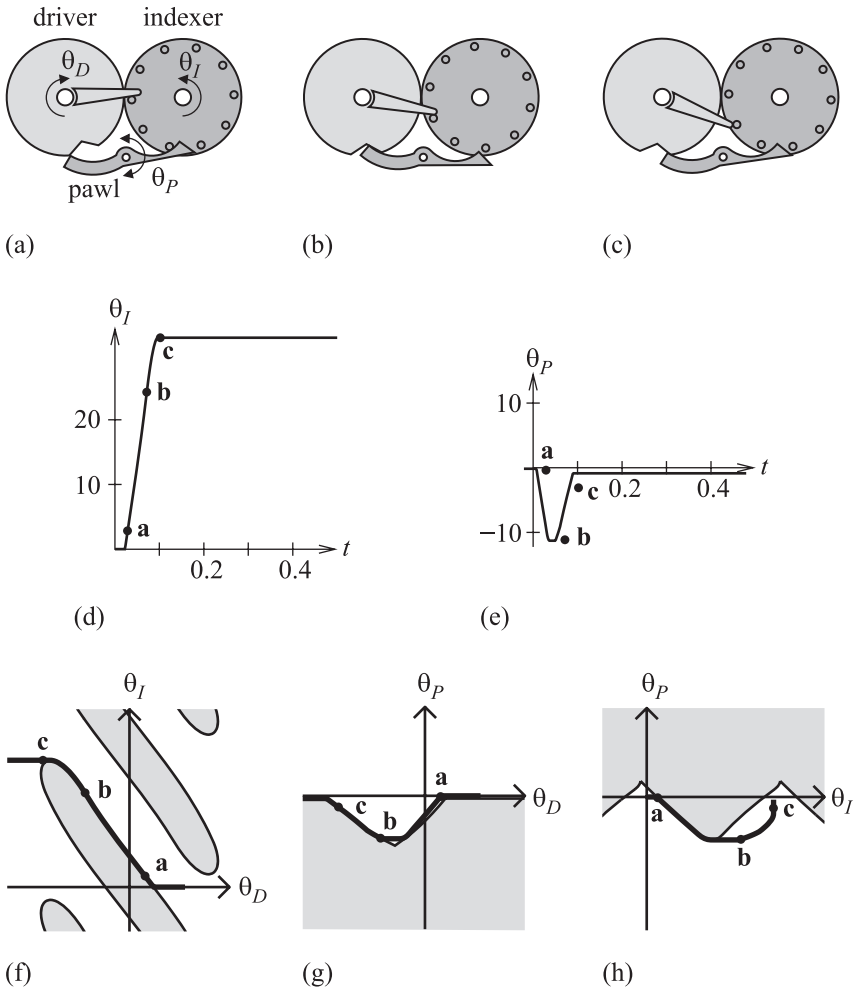 driver indexer
θD θI
pawl θP
(a) (b) (c)
θI
c
b
20
10
a
0.2 0.4 t
(d)
θP
10
a
t
c 0.2 0.4
−10
b
(e)
θI
c
b
a
θD
(f)
θP
a
c
b
θD
(g)
θP
a
c
θI
b
(h)